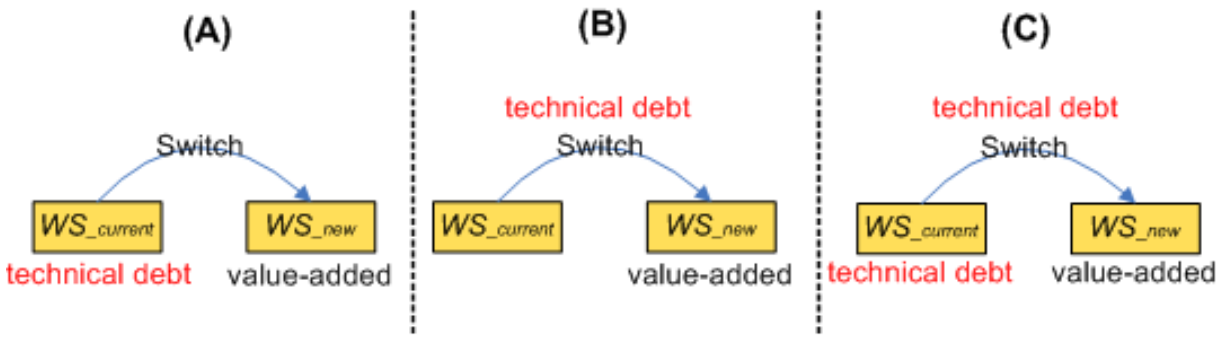 (A)
Switch
WS_current
WS_new
technical debt
value-added
(B)
technical debt
Switch
WS_current
WS_new
value-added
(C)
technical debt
Switch
WS_current
WS_new
technical debt
value-added